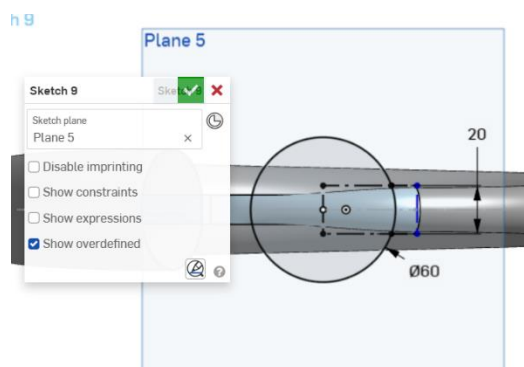 h 9
Plane 5
Sketch 9
Sketch plane
Plane 5
Disable imprinting
Show constraints
Show expressions
Show overdefined
20
Ø60